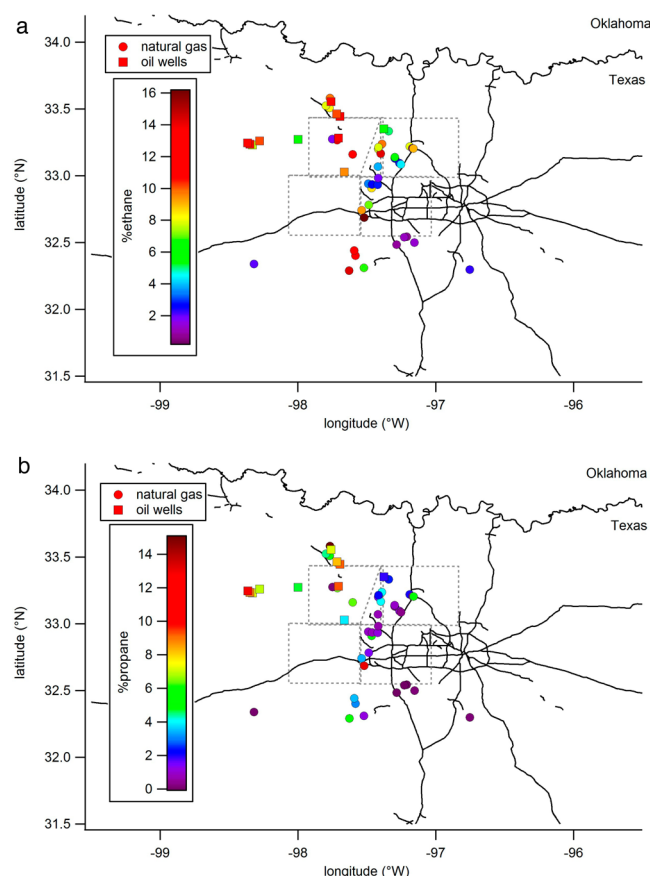 a
Oklahoma
Texas
natural gas
oil wells
%ethane
16
14
12
10
8
6
4
2
latitude (°N)
34.0
33.5
33.0
32.5
32.0
31.5
-99
-98
-97
-96
longitude (°W)
b
Oklahoma
Texas
natural gas
oil wells
%propane
14
12
10
8
6
4
2
0
latitude (°N)
34.0
33.5
33.0
32.5
32.0
31.5
-99
-98
-97
-96
longitude (°W)